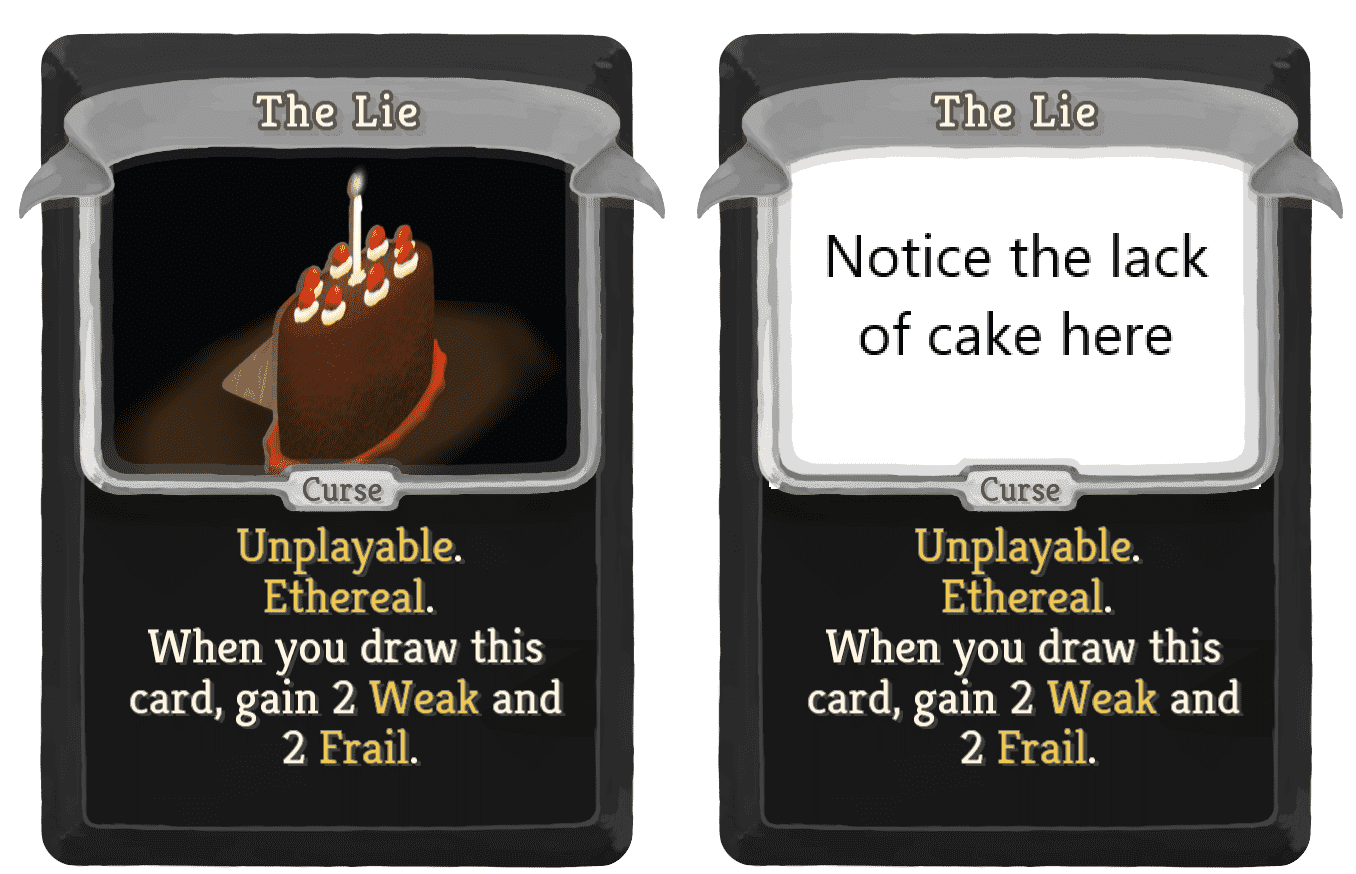 The Lie
Curse
Unplayable.
Ethereal.
When you draw this
card, gain 2 Weak and
2 Frail.
The Lie
Notice the lack
of cake here
Curse
Unplayable.
Ethereal.
When you draw this
card, gain 2 Weak and
2 Frail.